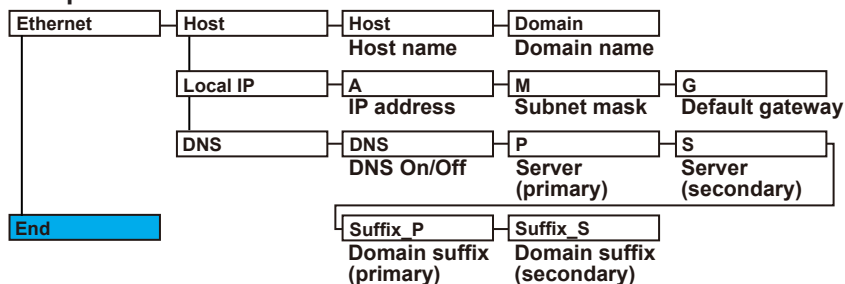 Ethernet Host Host Domain
Host name Domain name
Local IP A M G
IP address Subnet mask Default gateway
DNS DNS P S
DNS On/Off Server Server
(primary) (secondary)
End Suffix_P Suffix_S
Domain suffix Domain suffix
(primary) (secondary)